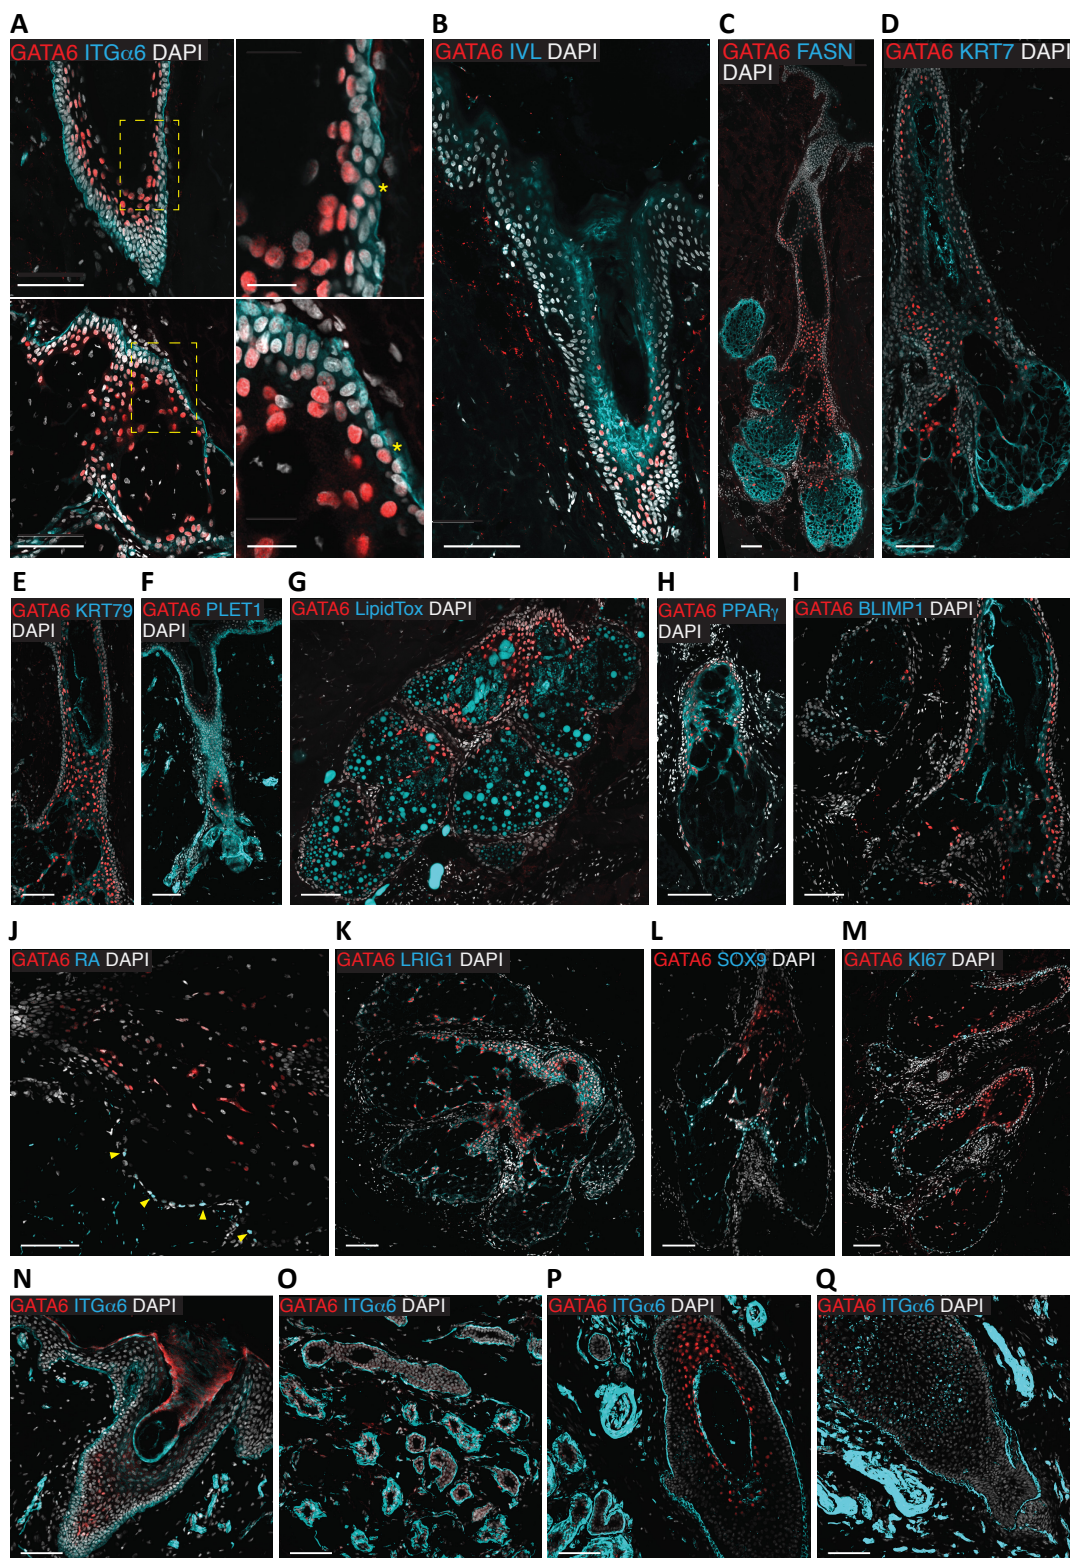 A
GATA6 ITGα6 DAPI
*
*
B
GATA6 IVL DAPI
C
GATA6 FASN
DAPI
D
GATA6 KRT7 DAPI
E
GATA6 KRT79
DAPI
F
GATA6 PLET1
DAPI
G
GATA6 LipidTox DAPI
H
GATA6 PPARγ
DAPI
I
GATA6 BLIMP1 DAPI
J
GATA6 RA DAPI
K
GATA6 LRIG1 DAPI
L
GATA6 SOX9 DAPI
M
GATA6 KI67 DAPI
N
GATA6 ITGα6 DAPI
O
GATA6 ITGα6 DAPI
P
GATA6 ITGα6 DAPI
Q
GATA6 ITGα6 DAPI